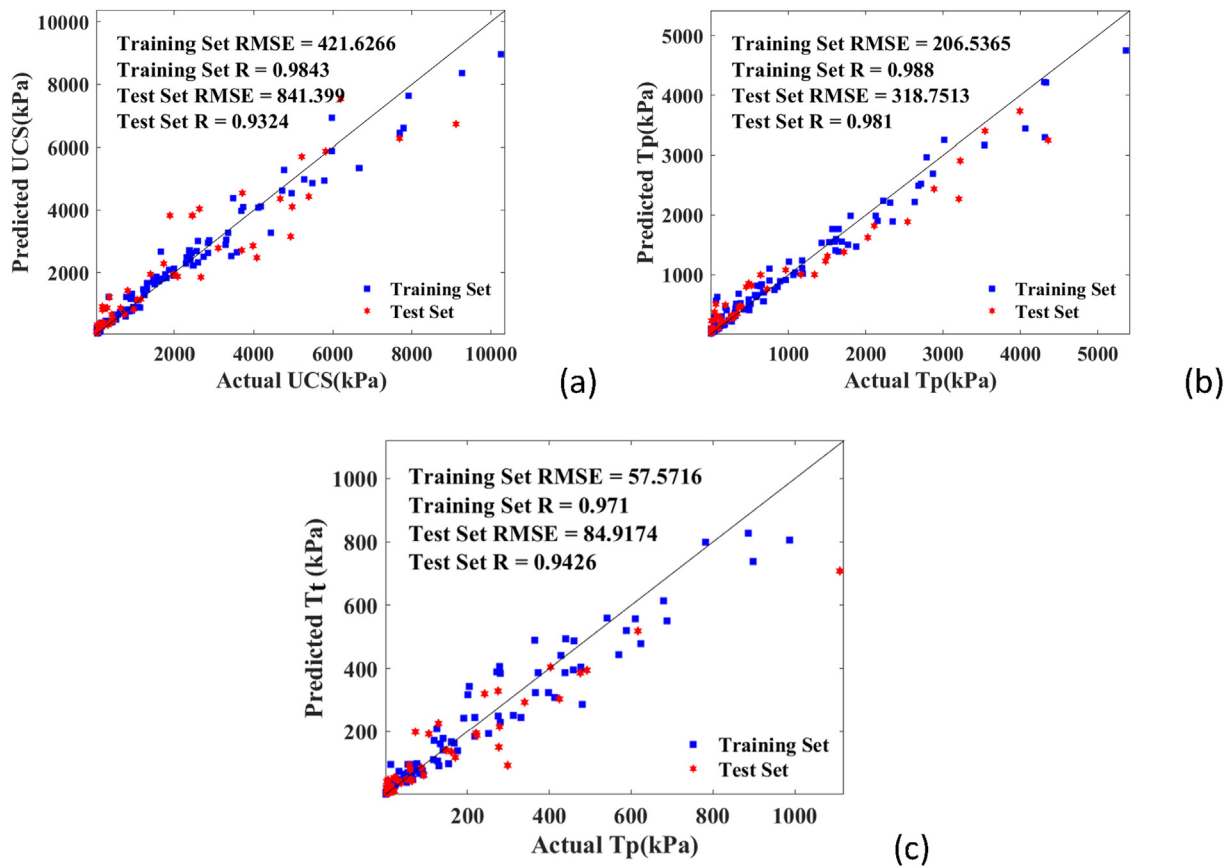 10000
8000
6000
4000
2000
Predicted UCS(kPa)
Training Set RMSE = 421.6266
Training Set R = 0.9843
Test Set RMSE = 841.399
Test Set R = 0.9324
Training Set
Test Set
2000 4000 6000 8000 10000
Actual UCS(kPa)
(a)
5000
4000
3000
2000
1000
Predicted Tp(kPa)
Training Set RMSE = 206.5365
Training Set R = 0.988
Test Set RMSE = 318.7513
Test Set R = 0.981
Training Set
Test Set
1000 2000 3000 4000 5000
Actual Tp(kPa)
(b)
1000
800
600
400
200
Predicted Tt (kPa)
Training Set RMSE = 57.5716
Training Set R = 0.971
Test Set RMSE = 84.9174
Test Set R = 0.9426
Training Set
Test Set
200 400 600 800 1000
Actual Tp(kPa)
(c)